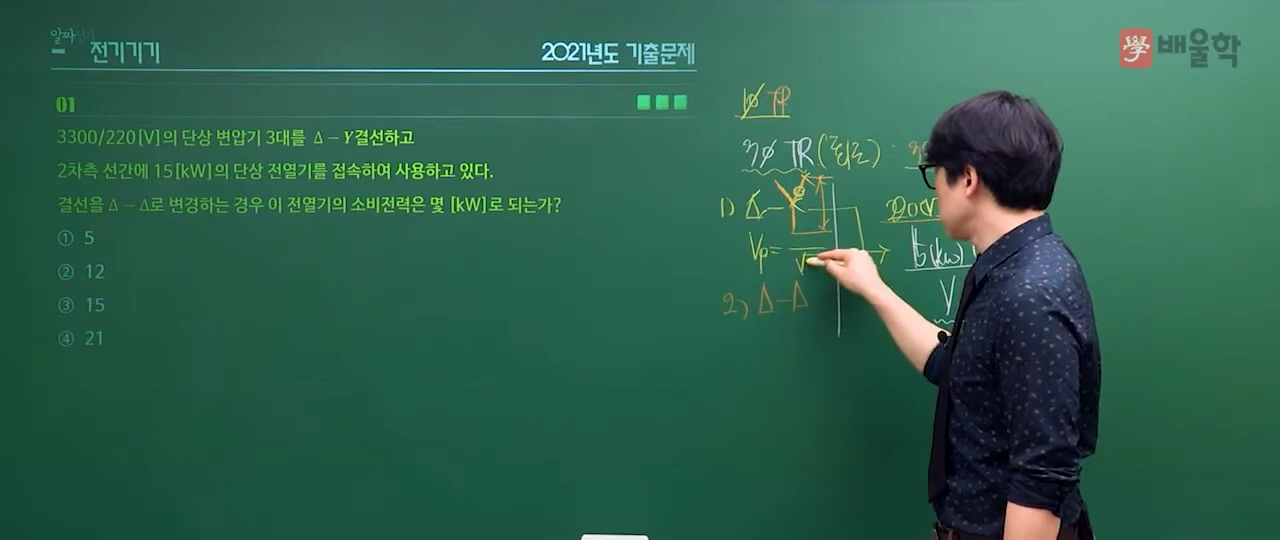 알짜
전기기기
2021년도 기출문제
學 배울학
01
3300/220[V]의 단상 변압기 3대를 Δ − Y결선하고
2차측 선간에 15[kW]의 단상 전열기를 접속하여 사용하고 있다.
결선을 Δ − Δ로 변경하는 경우 이 전열기의 소비전력은 몇 [kW]로 되는가?
① 5
② 12
③ 15
④ 21
1φ TR
TR
1) Δ
Vp=
2) Δ−Δ
15(kw)
V